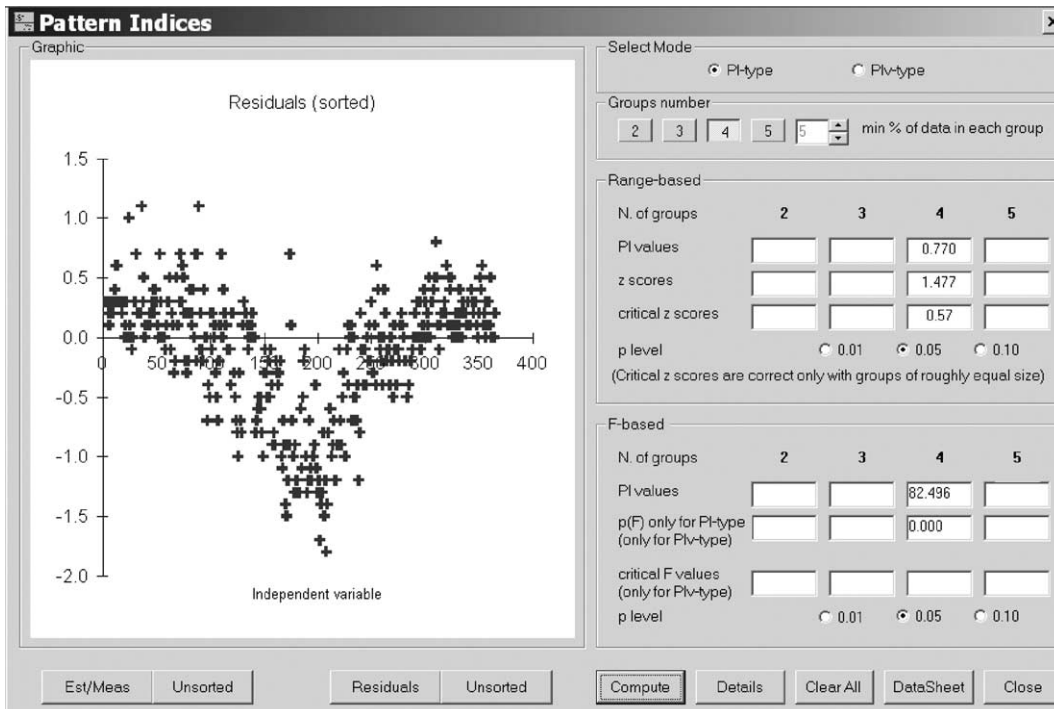 Pattern Indices
Graphic
Residuals (sorted)
1.5
1.0
0.5
0.0
-0.5
-1.0
-1.5
-2.0
0 50 100 150 200 250 300 350 400
Independent variable
Est/Meas Unsorted Residuals Unsorted
Select Mode
PI-type PIv-type
Groups number
2 3 4 5 5 min % of data in each group
Range-based
N. of groups 2 3 4 5
PI values 0.770
z scores 1.477
critical z scores 0.57
p level 0.01 0.05 0.10
(Critical z scores are correct only with groups of roughly equal size)
F-based
N. of groups 2 3 4 5
PI values 82.496
p(F) only for PI-type 0.000
(only for PIv-type)
critical F values
(only for PIv-type)
p level 0.01 0.05 0.10
Compute Details Clear All DataSheet Close